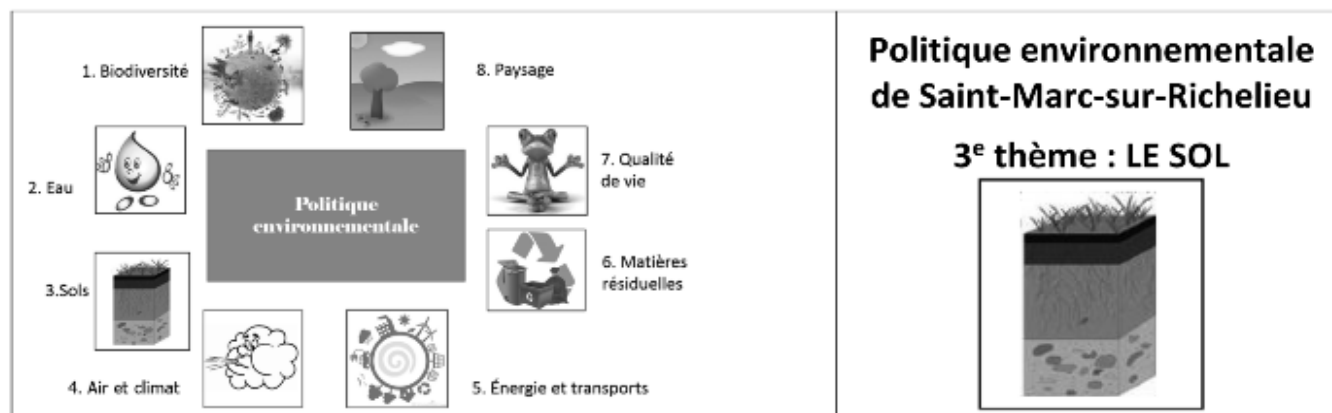 1. Biodiversité
8. Paysage
2. Eau
7. Qualité
de vie
Politique
environnementale
3.Sols
6. Matières
résiduelles
4. Air et climat
5. Énergie et transports
Politique environnementale
de Saint-Marc-sur-Richelieu
3e thème : LE SOL